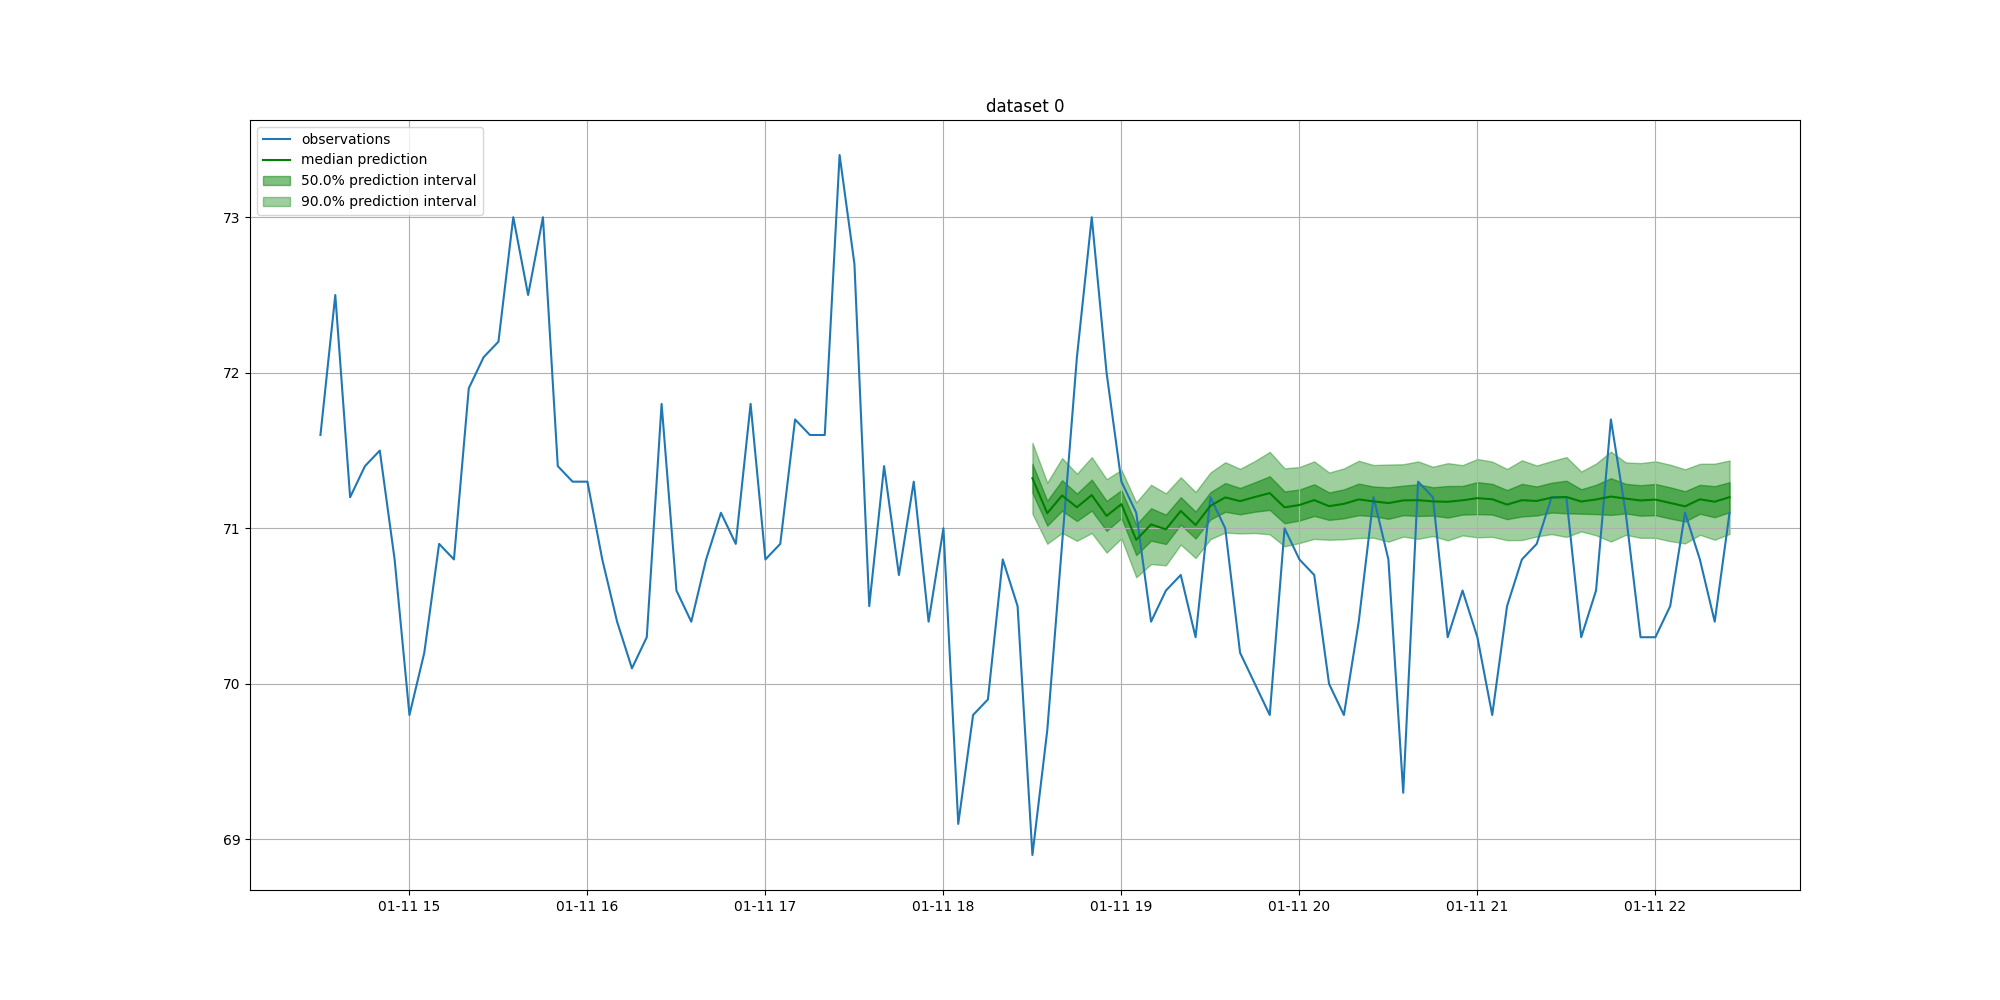 dataset 0
observations
median prediction
50.0% prediction interval
90.0% prediction interval
73
72
71
70
69
01-11 15
01-11 16
01-11 17
01-11 18
01-11 19
01-11 20
01-11 21
01-11 22